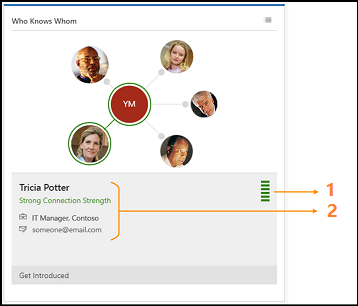 Who Knows Whom
YM
Tricia Potter
Strong Connection Strength
IT Manager, Contoso
someone@email.com
1
2
Get Introduced